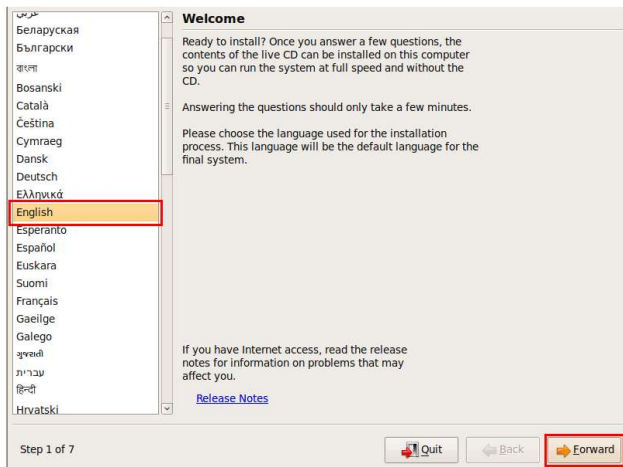 عربي
Беларуская
Български
বাংলা
Bosanski
Català
Čeština
Cymraeg
Dansk
Deutsch
Ελληνικά
English
Esperanto
Español
Euskara
Suomi
Français
Gaeilge
Galego
ગુજરાતી
עברית
हिन्दी
Hrvatski
Welcome
Ready to install? Once you answer a few questions, the
contents of the live CD can be installed on this computer
so you can run the system at full speed and without the
CD.
Answering the questions should only take a few minutes.
Please choose the language used for the installation
process. This language will be the default language for the
final system.
If you have Internet access, read the release
notes for information on problems that may
affect you.
Release Notes
Step 1 of 7
Quit
Back
Forward